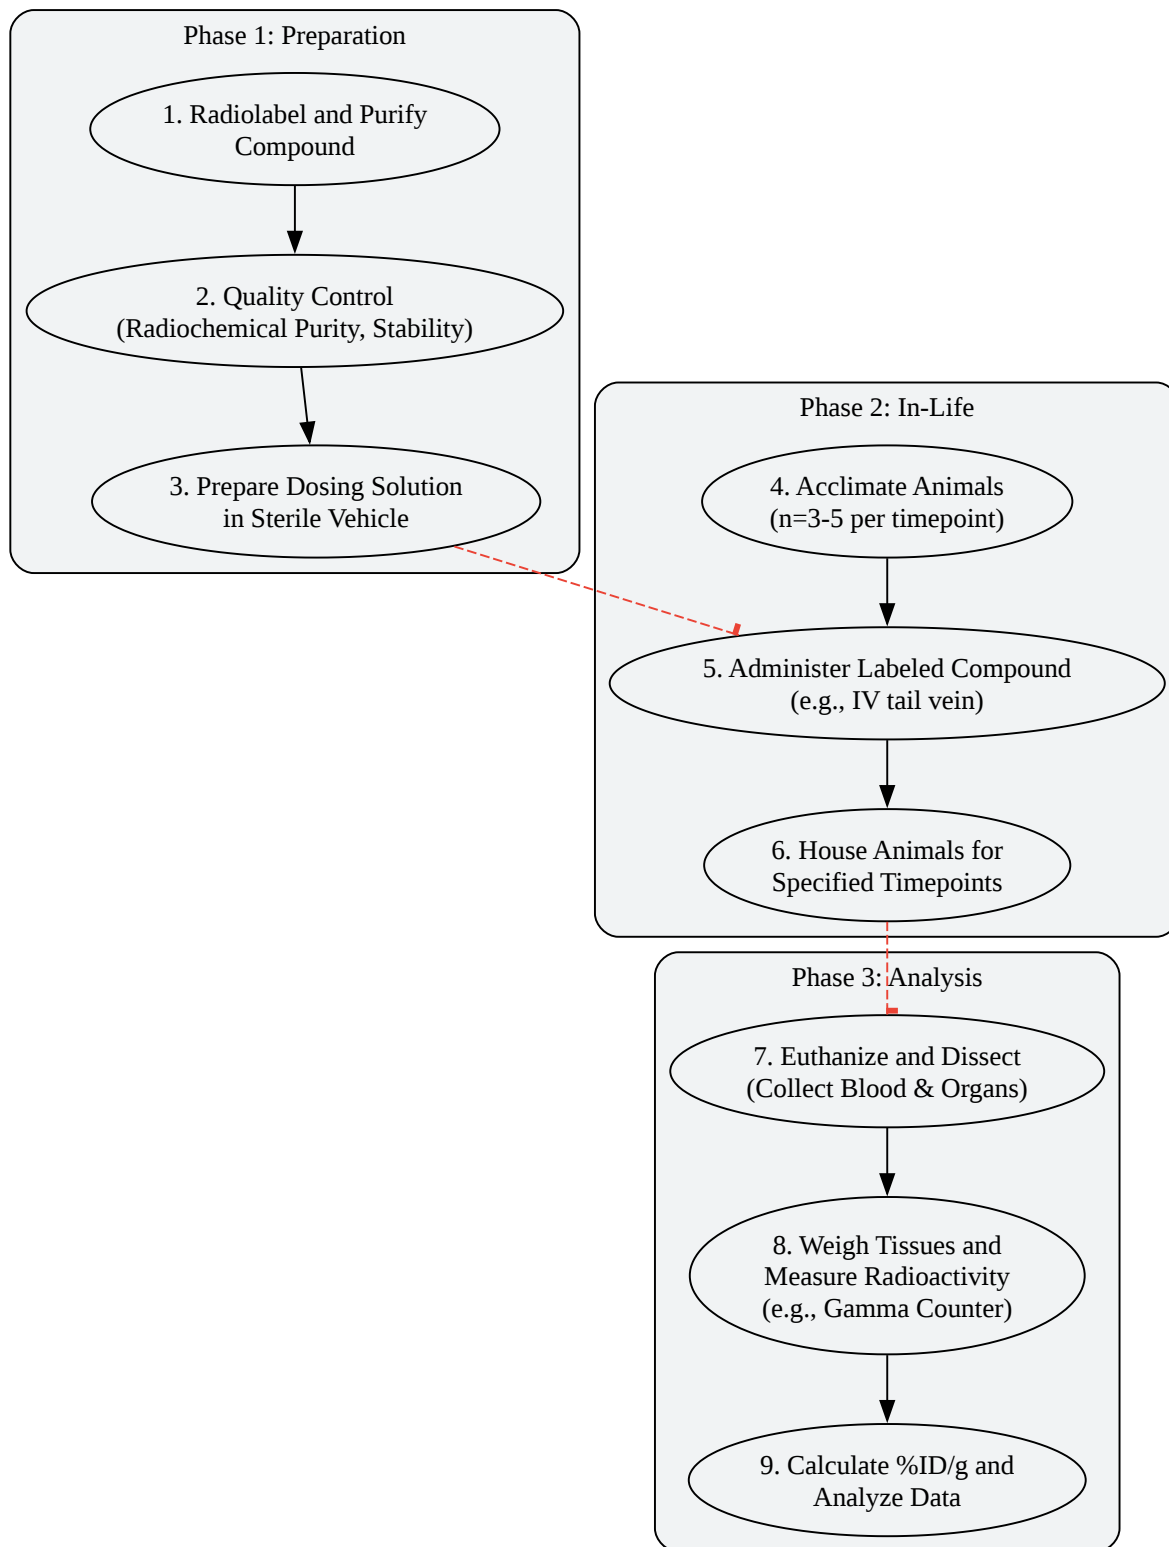 Phase 1: Preparation
1. Radiolabel and Purify
Compound
2. Quality Control
(Radiochemical Purity, Stability)
3. Prepare Dosing Solution
in Sterile Vehicle
Phase 2: In-Life
4. Acclimate Animals
(n=3-5 per timepoint)
5. Administer Labeled Compound
(e.g., IV tail vein)
6. House Animals for
Specified Timepoints
Phase 3: Analysis
7. Euthanize and Dissect
(Collect Blood & Organs)
8. Weigh Tissues and
Measure Radioactivity
(e.g., Gamma Counter)
9. Calculate %ID/g and
Analyze Data